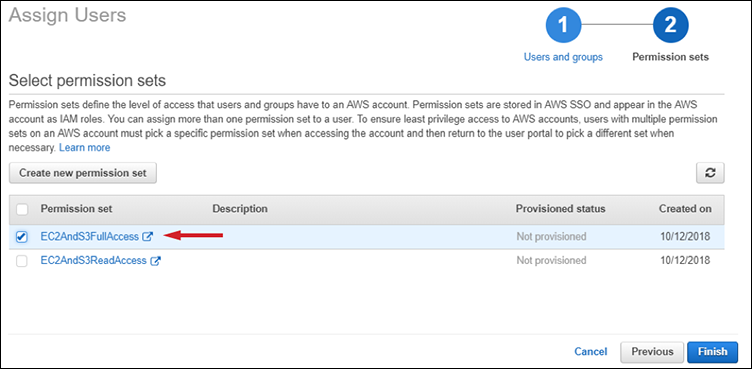 Assign Users
1
2
Users and groups
Permission sets
Select permission sets
Permission sets define the level of access that users and groups have to an AWS account. Permission sets are stored in AWS SSO and appear in the AWS
account as IAM roles. You can assign more than one permission set to a user. To ensure least privilege access to AWS accounts, users with multiple permission
sets on an AWS account must pick a specific permission set when accessing the account and then return to the user portal to pick a different set when
necessary. Learn more
Create new permission set
Permission set Description Provisioned status Created on
EC2AndS3FullAccess Not provisioned 10/12/2018
EC2AndS3ReadAccess Not provisioned 10/12/2018
Cancel Previous Finish